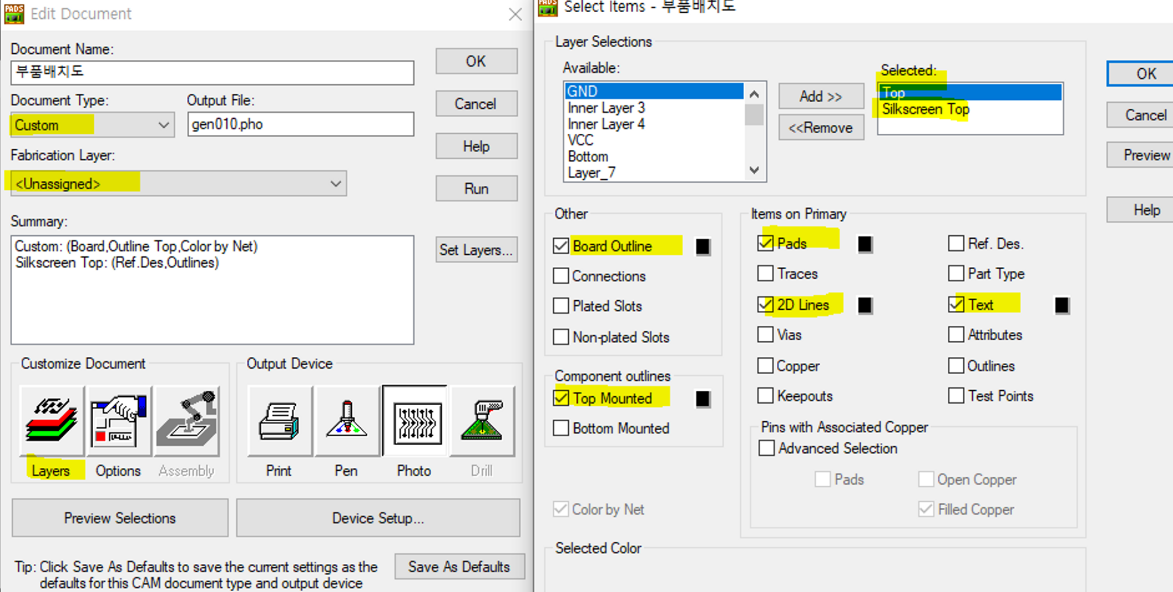 PADS
Edit Document
Document Name:
부품배치도
OK
Document Type:
Output File:
Cancel
Custom
gen010.pho
Fabrication Layer:
Help
<Unassigned>
Run
Summary:
Custom: (Board,Outline Top,Color by Net)
Silkscreen Top: (Ref.Des,Outlines)
Set Layers...
Customize Document
Output Device
Layers
Options
Assembly
Print
Pen
Photo
Drill
Preview Selections
Device Setup...
Tip: Click Save As Defaults to save the current settings as the
defaults for this CAM document type and output device
Save As Defaults
PADS
Select Items - 부품배치도
Layer Selections
Available:
GND
Inner Layer 3
Inner Layer 4
VCC
Bottom
Layer_7
Add >>
<<Remove
Selected:
Top
Silkscreen Top
OK
Cancel
Preview
Help
Other
Board Outline
Connections
Plated Slots
Non-plated Slots
Component outlines
Top Mounted
Bottom Mounted
Color by Net
Items on Primary
Pads
Ref. Des.
Traces
Part Type
2D Lines
Text
Vias
Attributes
Copper
Outlines
Keepouts
Test Points
Pins with Associated Copper
Advanced Selection
Pads
Open Copper
Filled Copper
Selected Color